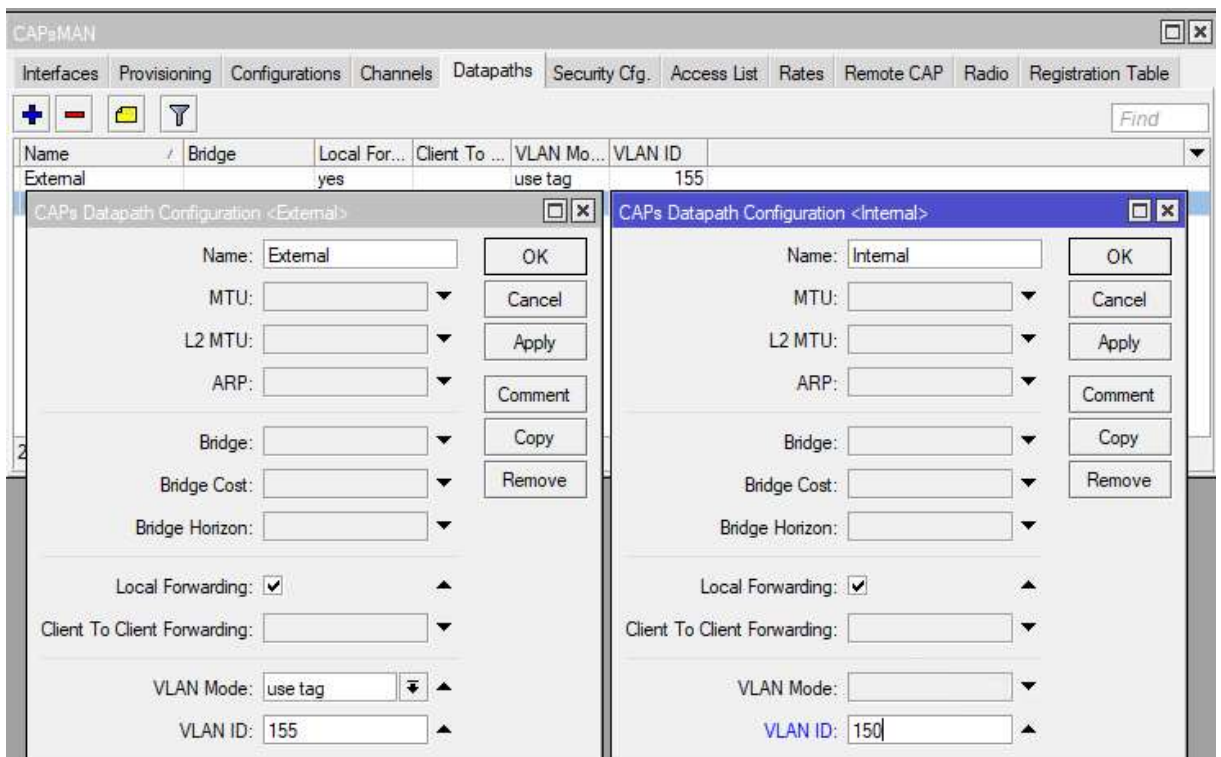 CAPsMAN
Interfaces Provisioning Configurations Channels Datapaths Security Cfg. Access List Rates Remote CAP Radio Registration Table
Find
Name / Bridge Local For... Client To ... VLAN Mo... VLAN ID
External yes use tag 155
CAPs Datapath Configuration <External>
Name: External OK
MTU: Cancel
L2 MTU: Apply
ARP:
Comment
Bridge: Copy
Bridge Cost: Remove
Bridge Horizon:
Local Forwarding:
Client To Client Forwarding:
VLAN Mode: use tag
VLAN ID: 155
CAPs Datapath Configuration <Internal>
Name: Internal OK
MTU: Cancel
L2 MTU: Apply
ARP:
Comment
Bridge: Copy
Bridge Cost: Remove
Bridge Horizon:
Local Forwarding:
Client To Client Forwarding:
VLAN Mode:
VLAN ID: 150
2